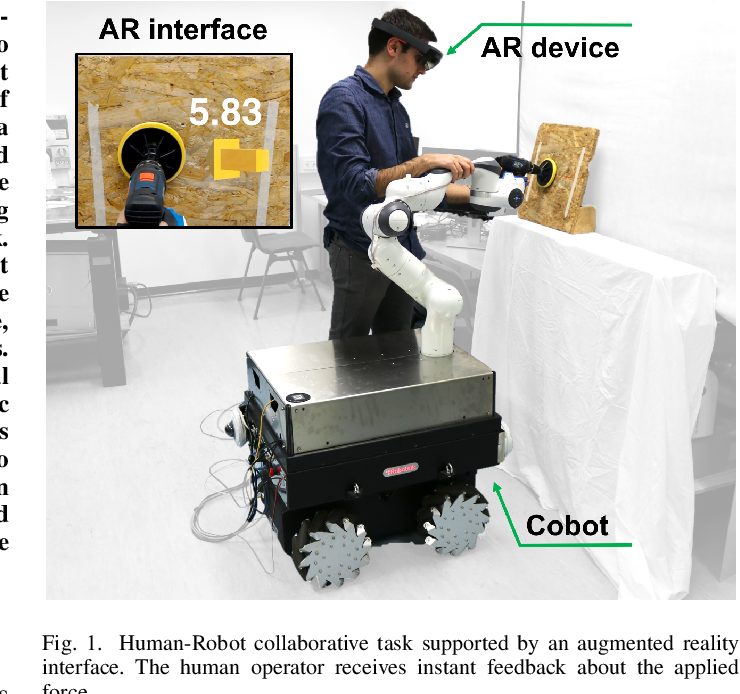 AR interface
AR device
5.83
Cobot
Fig. 1. Human-Robot collaborative task supported by an augmented reality
interface. The human operator receives instant feedback about the applied
force